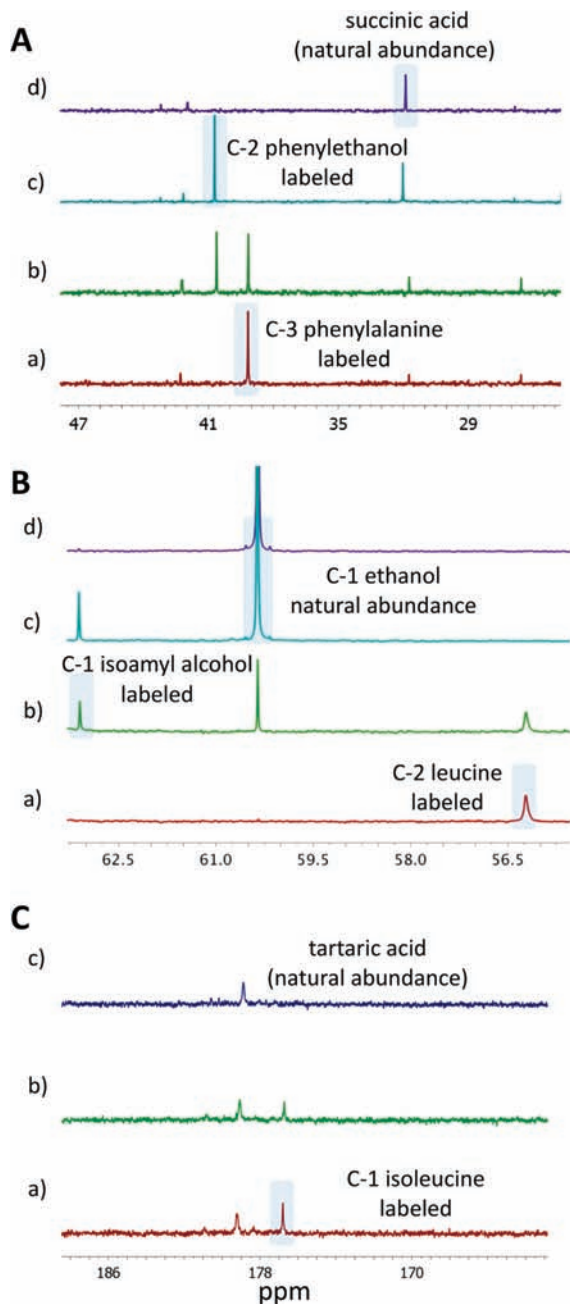 A
succinic acid
(natural abundance)
d)
C-2 phenylethanol
labeled
c)
b)
C-3 phenylalanine
labeled
a)
47 41 35 29
B
d)
C-1 ethanol
natural abundance
c)
C-1 isoamyl alcohol
labeled
b)
C-2 leucine
labeled
a)
62.5 61.0 59.5 58.0 56.5
C
tartaric acid
(natural abundance)
c)
b)
C-1 isoleucine
labeled
a)
186 178 170
ppm